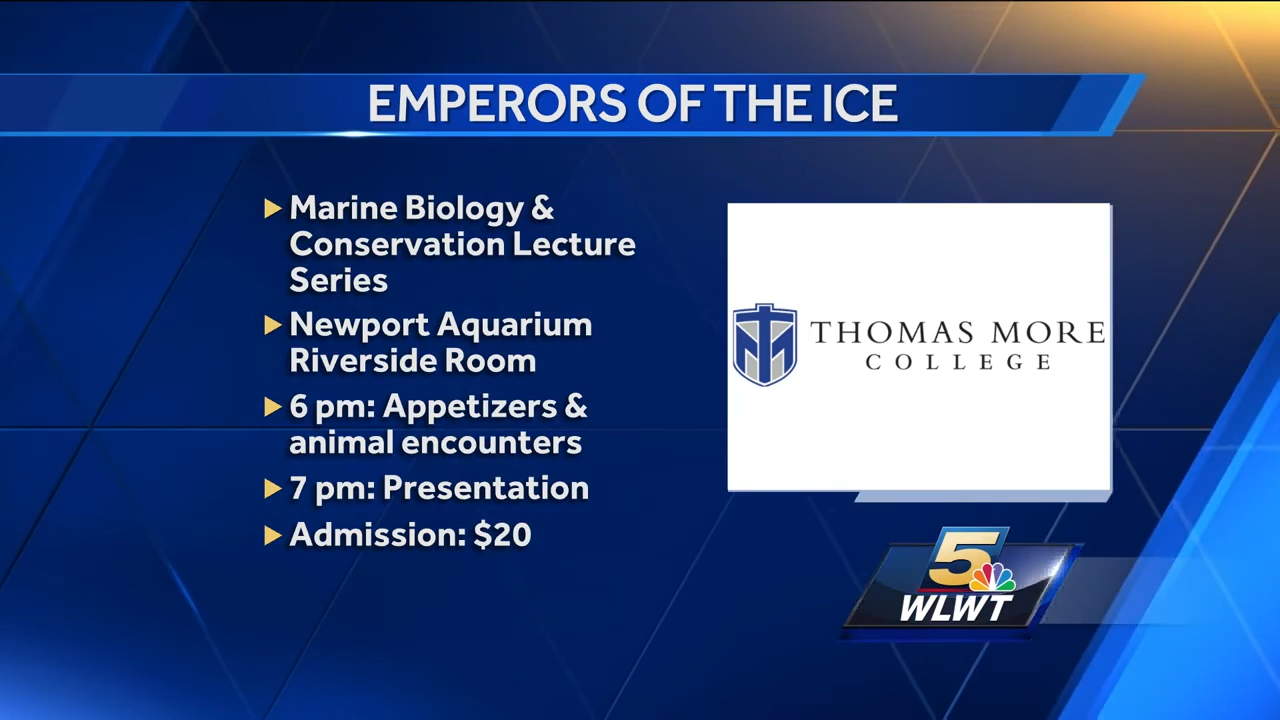 EMPERORS OF THE ICE
Marine Biology &
Conservation Lecture
Series
Newport Aquarium
Riverside Room
6 pm: Appetizers &
animal encounters
7 pm: Presentation
Admission: $20
THOMAS MORE
COLLEGE
5
WLWT